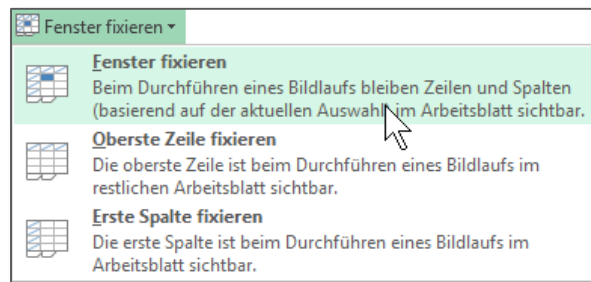 Fenster fixieren
Fenster fixieren
Beim Durchführen eines Bildlaufs bleiben Zeilen und Spalten
(basierend auf der aktuellen Auswahl) im Arbeitsblatt sichtbar.
Oberste Zeile fixieren
Die oberste Zeile ist beim Durchführen eines Bildlaufs im
restlichen Arbeitsblatt sichtbar.
Erste Spalte fixieren
Die erste Spalte ist beim Durchführen eines Bildlaufs im
Arbeitsblatt sichtbar.